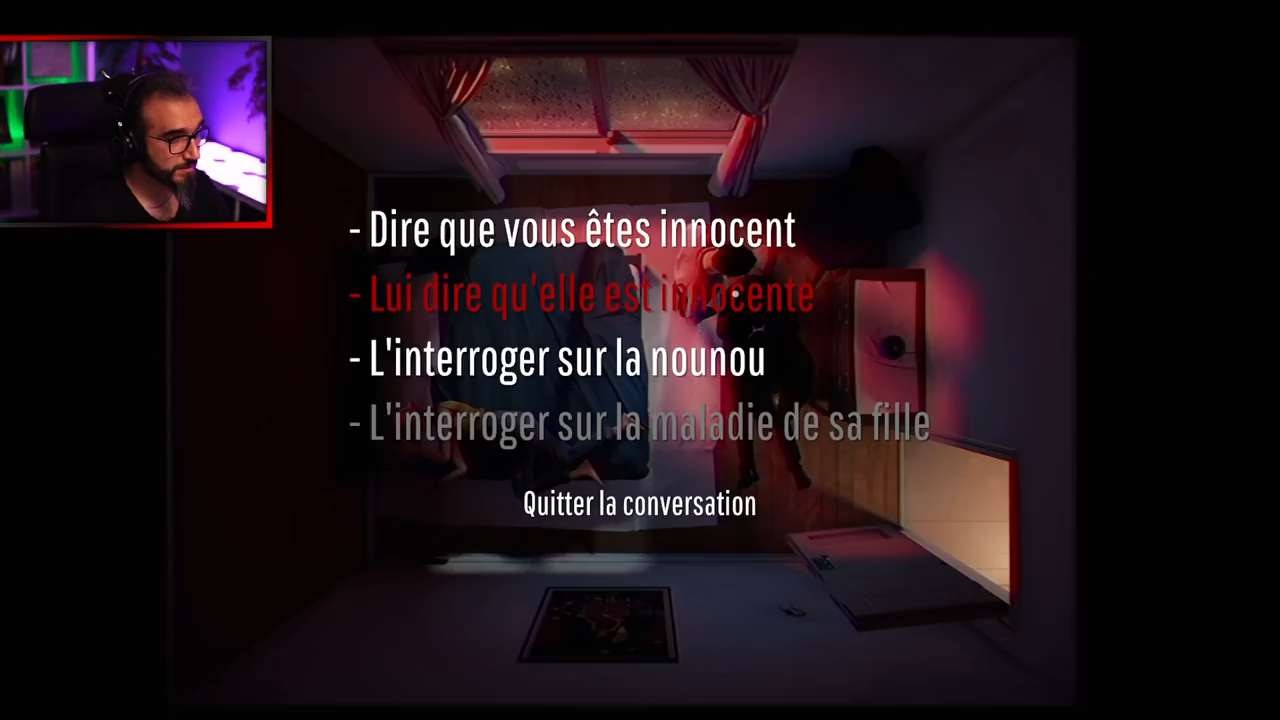 - Dire que vous êtes innocent
- Lui dire qu'elle est innocente
- L'interroger sur la nounou
- L'interroger sur la maladie de sa fille
Quitter la conversation